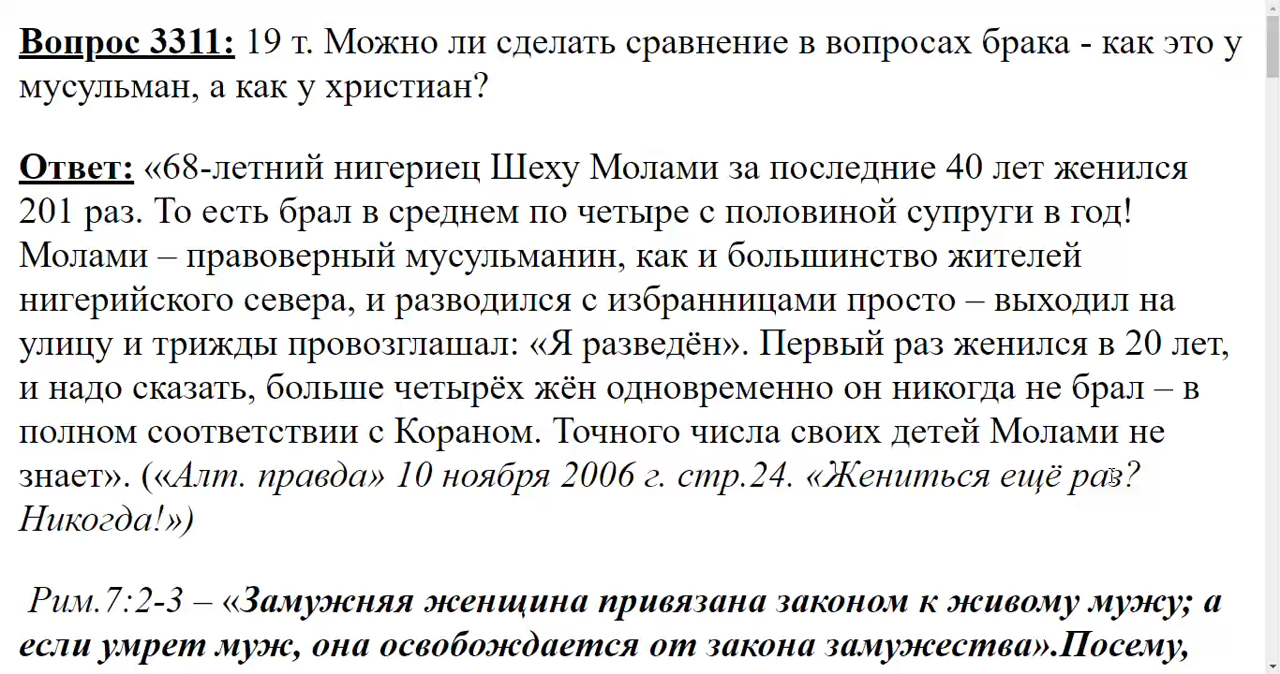 Вопрос 3311: 19 т. Можно ли сделать сравнение в вопросах брака - как это у
мусульман, а как у христиан?
Ответ: «68-летний нигериец Шеху Молами за последние 40 лет женился
201 раз. То есть брал в среднем по четыре с половиной супруги в год!
Молами – правоверный мусульманин, как и большинство жителей
нигерийского севера, и разводился с избранницами просто – выходил на
улицу и трижды провозглашал: «Я разведён». Первый раз женился в 20 лет,
и надо сказать, больше четырёх жён одновременно он никогда не брал – в
полном соответствии с Кораном. Точного числа своих детей Молами не
знает». («Алт. правда» 10 ноября 2006 г. стр.24. «Жениться ещё раз?
Никогда!»)
Рим.7:2-3 – «Замужняя женщина привязана законом к живому мужу; а
если умрет муж, она освобождается от закона замужества».Посему,